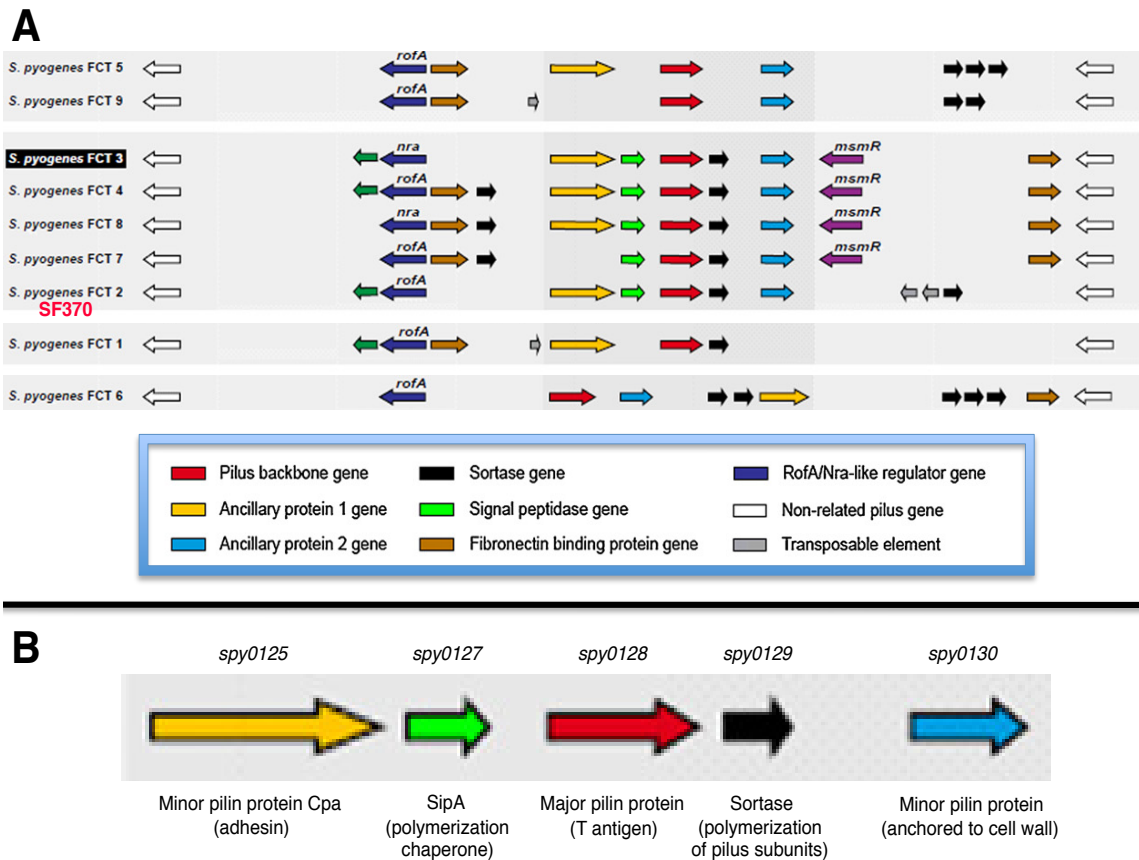 A
rofA
S. pyogenes FCT 5
rofA
S. pyogenes FCT 9
nra msmR
S. pyogenes FCT 3
rofA msmR
S. pyogenes FCT 4
nra msmR
S. pyogenes FCT 8
rofA msmR
S. pyogenes FCT 7
rofA
S. pyogenes FCT 2
SF370
rofA
S. pyogenes FCT 1
rofA
S. pyogenes FCT 6
Pilus backbone gene Sortase gene RofA/Nra-like regulator gene
Ancillary protein 1 gene Signal peptidase gene Non-related pilus gene
Ancillary protein 2 gene Fibronectin binding protein gene Transposable element
B
spy0125 spy0127 spy0128 spy0129 spy0130
Minor pilin protein Cpa
(adhesin)
SipA
(polymerization
chaperone)
Major pilin protein
(T antigen)
Sortase
(polymerization
of pilus subunits)
Minor pilin protein
(anchored to cell wall)